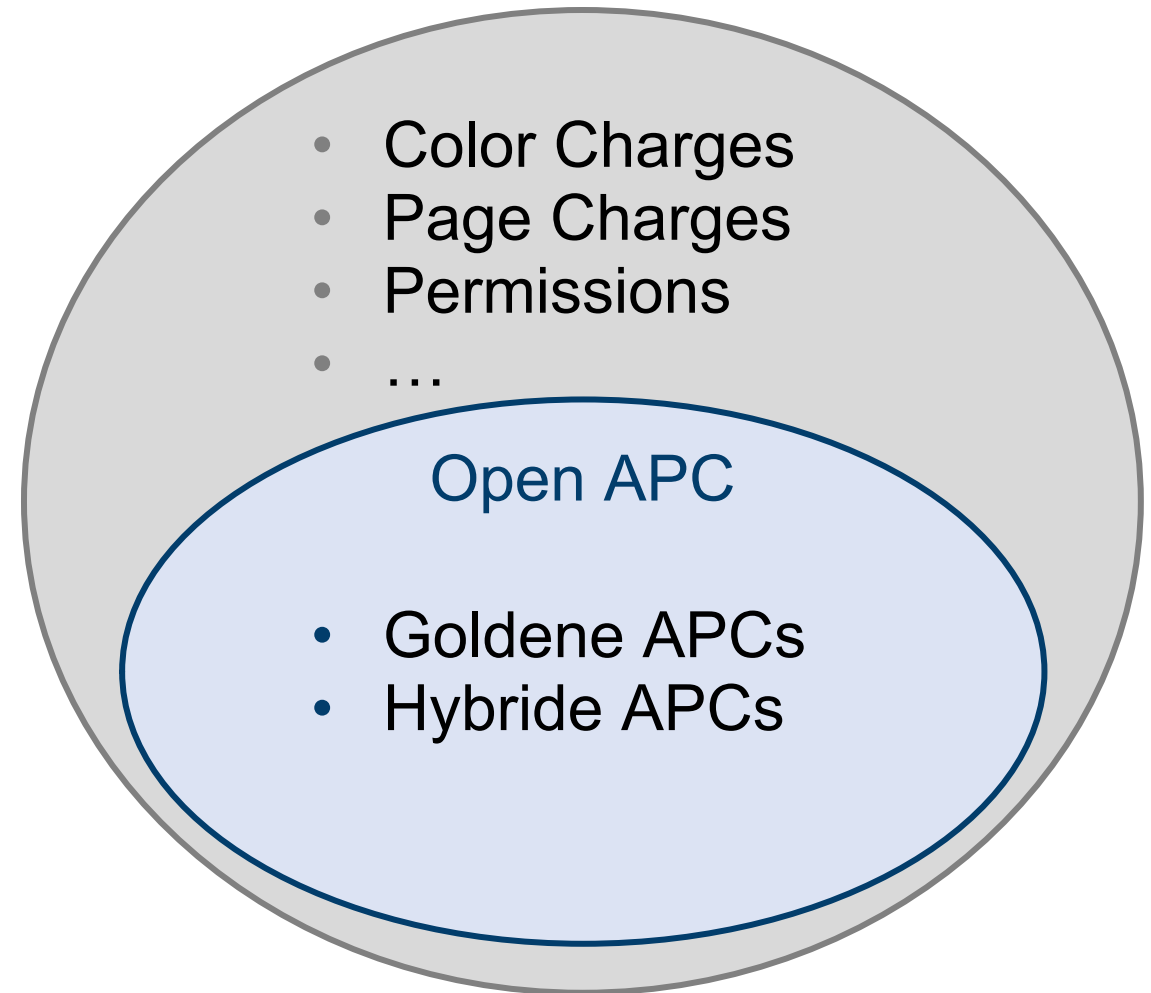 • Color Charges
• Page Charges
• Permissions
• …
Open APC
• Goldene APCs
• Hybride APCs